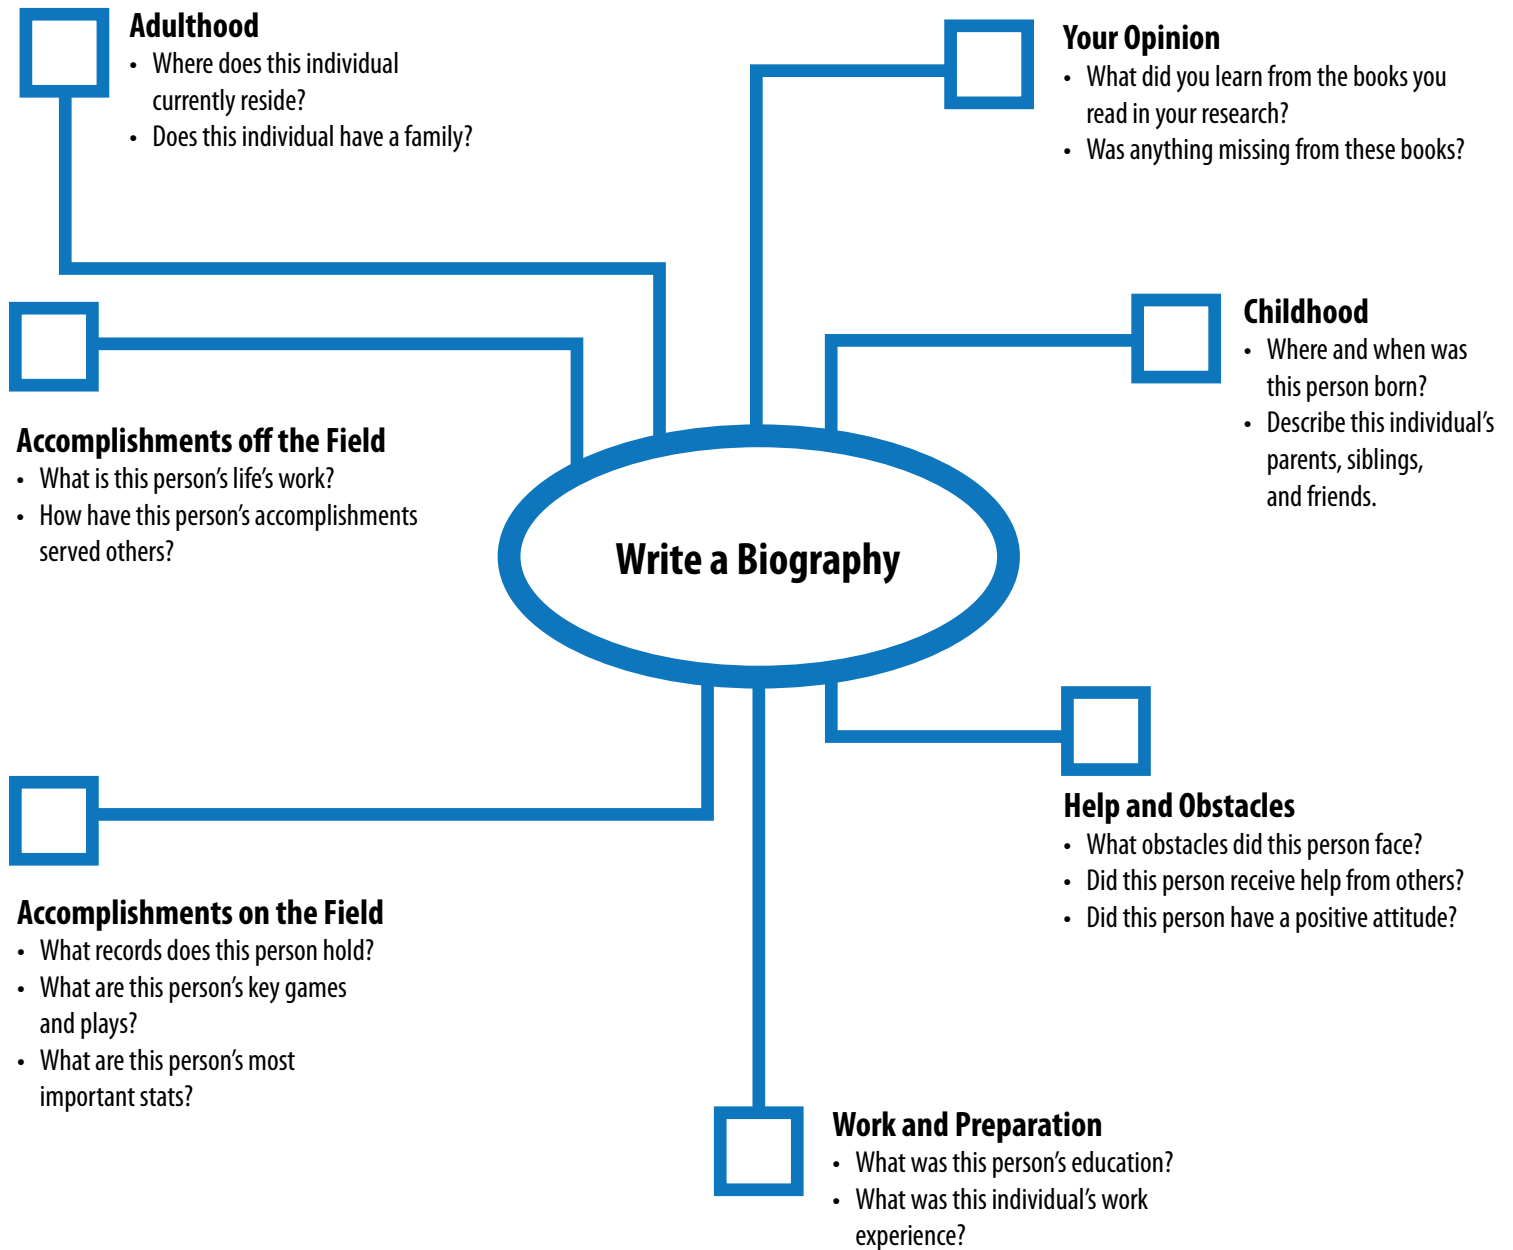 Adulthood
• Where does this individual
currently reside?
• Does this individual have a family?
Your Opinion
• What did you learn from the books you
read in your research?
• Was anything missing from these books?
Childhood
• Where and when was
this person born?
• Describe this individual’s
parents, siblings,
and friends.
Accomplishments off the Field
• What is this person’s life’s work?
• How have this person’s accomplishments
served others?
Write a Biography
Help and Obstacles
• What obstacles did this person face?
• Did this person receive help from others?
• Did this person have a positive attitude?
Accomplishments on the Field
• What records does this person hold?
• What are this person’s key games
and plays?
• What are this person’s most
important stats?
Work and Preparation
• What was this person’s education?
• What was this individual’s work
experience?